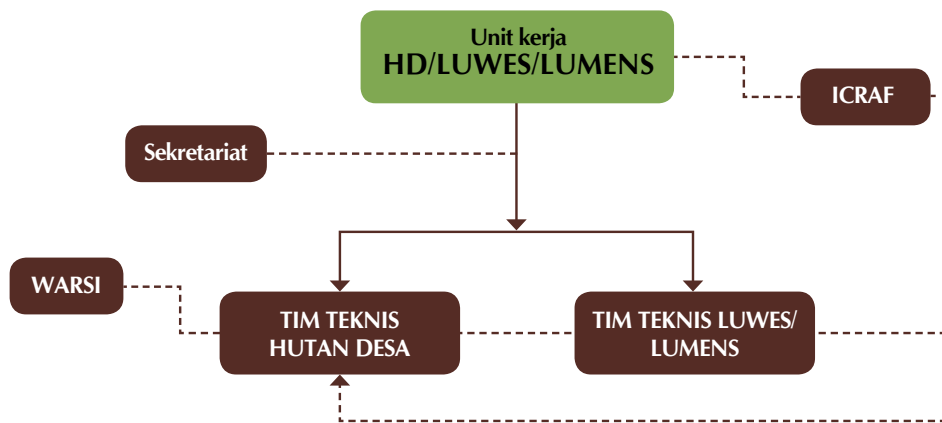 Unit kerja
HD/LUWES/LUMENS
ICRAF
Sekretariat
WARSI
TIM TEKNIS
HUTAN DESA
TIM TEKNIS LUWES/
LUMENS